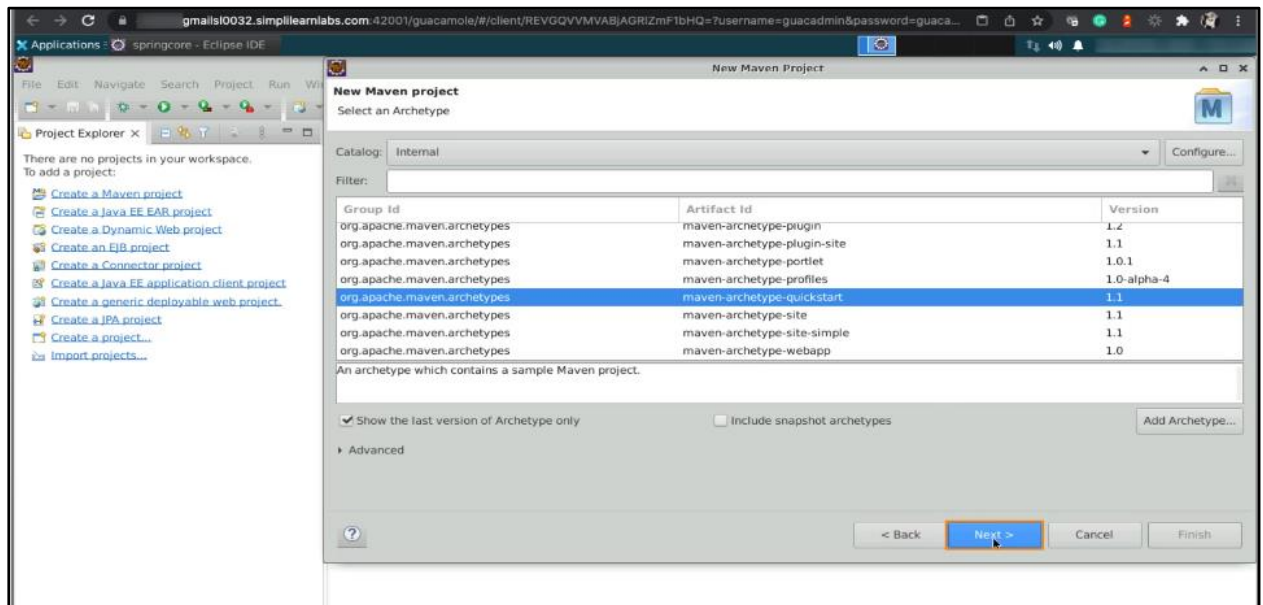 gmailsl0032.simplilearnlabs.com:42001/guacamole/#/client/REVGQVVMVABjAGRlZmF1bHQ=?username=guacadmin&password=guaca...
Applications : springcore - Eclipse IDE
New Maven Project
File Edit Navigate Search Project Run
New Maven project
Select an Archetype
M
Project Explorer
There are no projects in your workspace.
To add a project:
Create a Maven project
Create a Java EE EAR project
Create a Dynamic Web project
Create an EJB project
Create a Connector project
Create a Java EE application client project
Create a generic deployable web project.
Create a JPA project
Create a project...
Import projects...
Catalog: Internal Configure...
Filter:
Group Id Artifact Id Version
org.apache.maven.archetypes maven-archetype-plugin 1.2
org.apache.maven.archetypes maven-archetype-plugin-site 1.1
org.apache.maven.archetypes maven-archetype-portlet 1.0.1
org.apache.maven.archetypes maven-archetype-profiles 1.0-alpha-4
org.apache.maven.archetypes maven-archetype-quickstart 1.1
org.apache.maven.archetypes maven-archetype-site 1.1
org.apache.maven.archetypes maven-archetype-site-simple 1.1
org.apache.maven.archetypes maven-archetype-webapp 1.0
An archetype which contains a sample Maven project.
Show the last version of Archetype only Include snapshot archetypes Add Archetype...
Advanced
? < Back Next > Cancel Finish